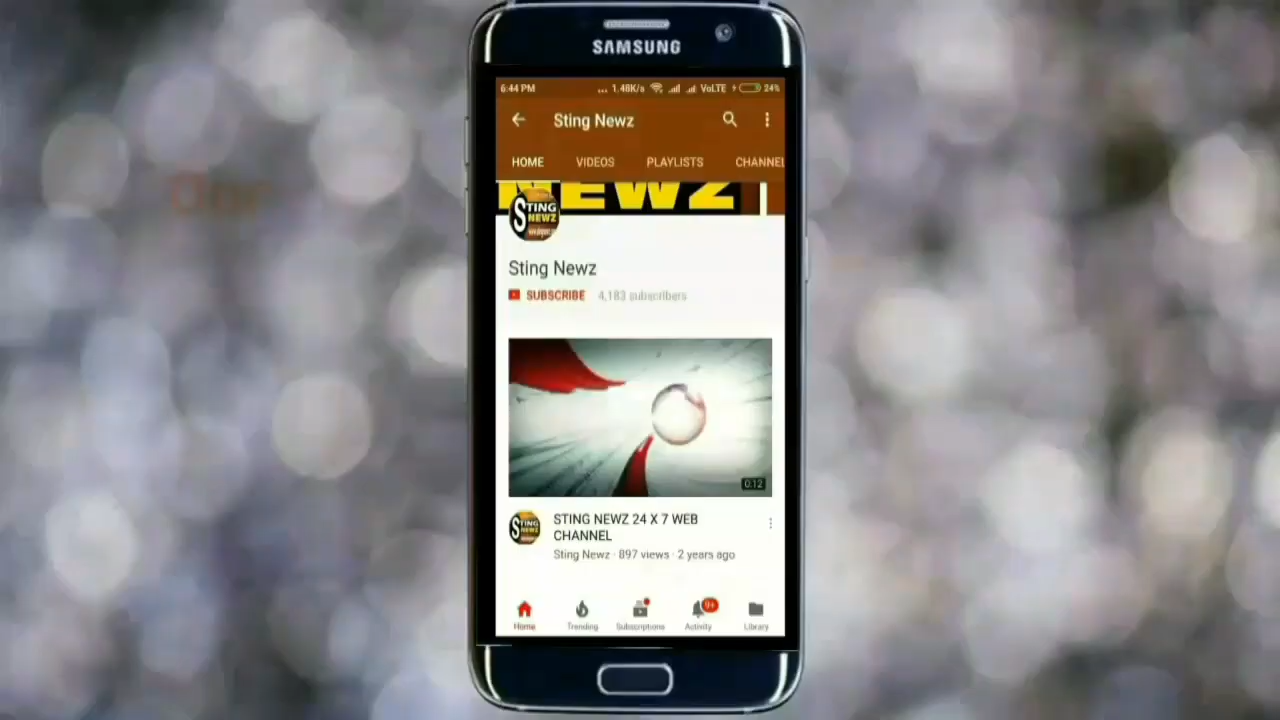 SAMSUNG
6:44 PM ... 1.48K/s VoLTE 24%
Sting Newz
HOME VIDEOS PLAYLISTS CHANNEL
NEWZ
STING
NEWZ
Sting Newz
SUBSCRIBE 4,183 subscribers
0:12
STING
NEWZ
STING NEWZ 24 X 7 WEB
CHANNEL
Sting Newz · 897 views · 2 years ago
9+
Home Trending Subscriptions Activity Library